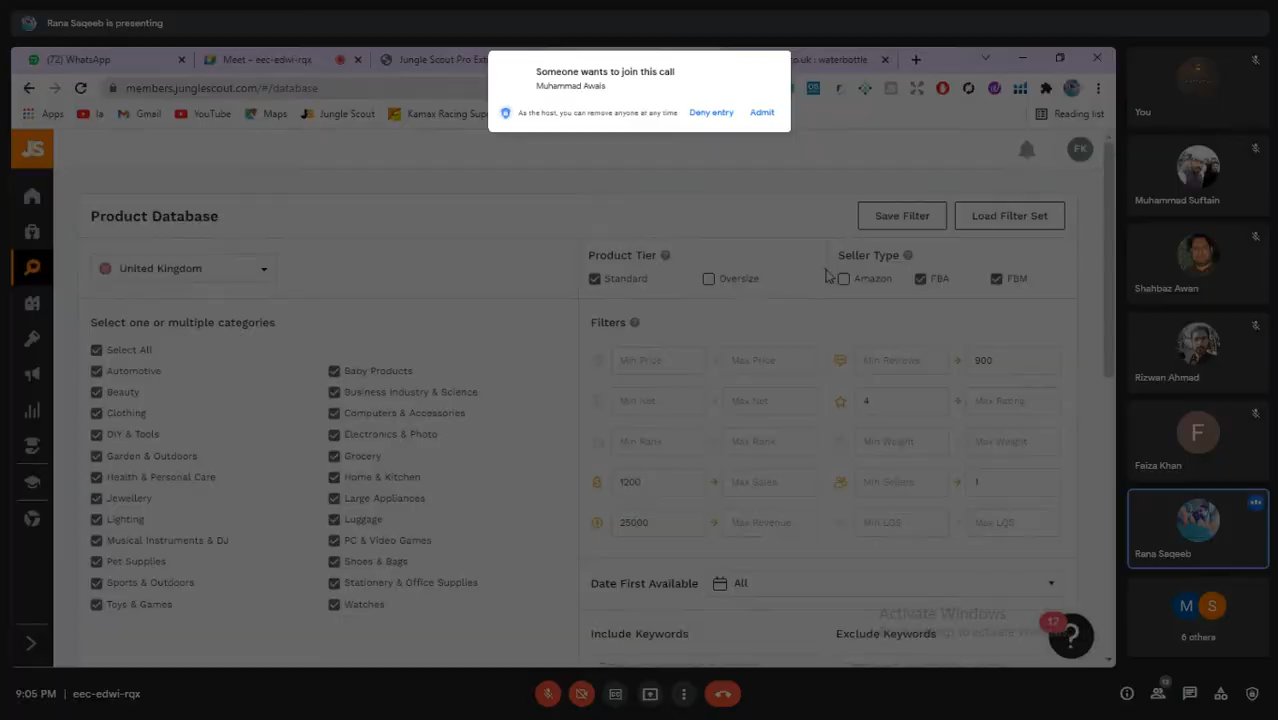 Rana Saqeeb is presenting
(72) WhatsApp
Meet – eec-edwi-rqx
Jungle Scout Pro Ext
co.uk : waterbottle
Someone wants to join this call
Muhammad Awais
As the host, you can remove anyone at any time
Deny entry
Admit
members.junglescout.com/#/database
Apps
la
Gmail
YouTube
Maps
Jungle Scout
Kamax Racing Sup
Reading list
JS
FK
Product Database
Save Filter
Load Filter Set
United Kingdom
Product Tier
Standard
Oversize
Seller Type
Amazon
FBA
FBM
Select one or multiple categories
Select All
Automotive
Baby Products
Beauty
Business Industry & Science
Clothing
Computers & Accessories
DIY & Tools
Electronics & Photo
Garden & Outdoors
Grocery
Health & Personal Care
Home & Kitchen
Jewellery
Large Appliances
Lighting
Luggage
Musical Instruments & DJ
PC & Video Games
Pet Supplies
Shoes & Bags
Sports & Outdoors
Stationery & Office Supplies
Toys & Games
Watches
Filters
Min Price
Max Price
Min Reviews
900
Min Net
Max Net
4
Max Rating
Min Rank
Max Rank
Min Weight
Max Weight
1200
Max Sales
Min Sellers
1
25000
Max Revenue
Min LQS
Max LQS
Date First Available
All
Include Keywords
Exclude Keywords
Activate Windows
to activate Windows
12
?
You
Muhammad Suftain
Shahbaz Awan
Rizwan Ahmad
F
Faiza Khan
Rana Saqeeb
M
S
6 others
9:05 PM
eec-edwi-rqx
13